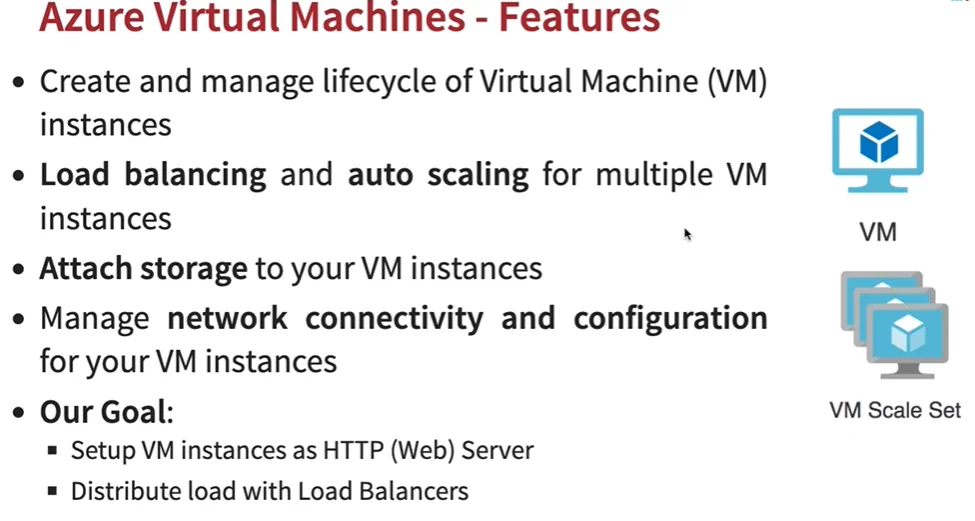 Azure Virtual Machines - Features
• Create and manage lifecycle of Virtual Machine (VM)
instances
• Load balancing and auto scaling for multiple VM
instances
• Attach storage to your VM instances
• Manage network connectivity and configuration
for your VM instances
• Our Goal:
▪ Setup VM instances as HTTP (Web) Server
▪ Distribute load with Load Balancers
VM
VM Scale Set